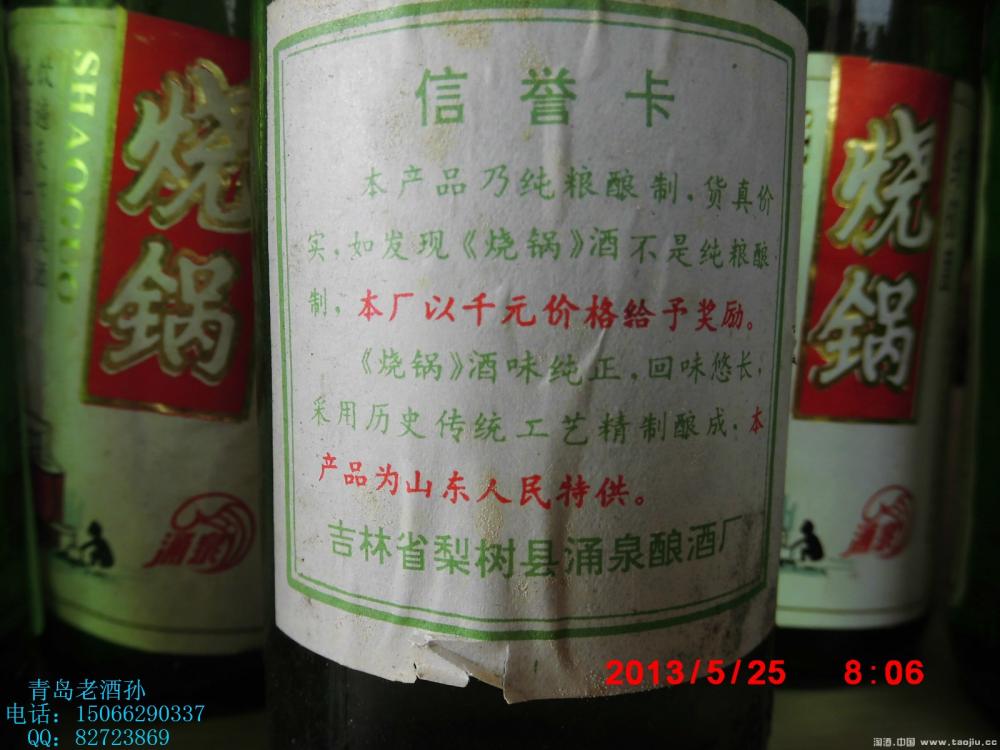 信誉卡
本产品乃纯粮酿制，货真价
实，如发现《烧锅》酒不是纯粮酿
制，本厂以千元价格给予奖励。
《烧锅》酒味纯正，回味悠长，
采用历史传统工艺精制酿成，本
产品为山东人民特供。
吉林省梨树县涌泉酿酒厂
SHAOGUO
烧锅
涌泉
烧锅
2013/5/25 8:06
青岛老酒孙
电话：15066290337
QQ：82723869
淘酒.中国 www.taojiu.cc